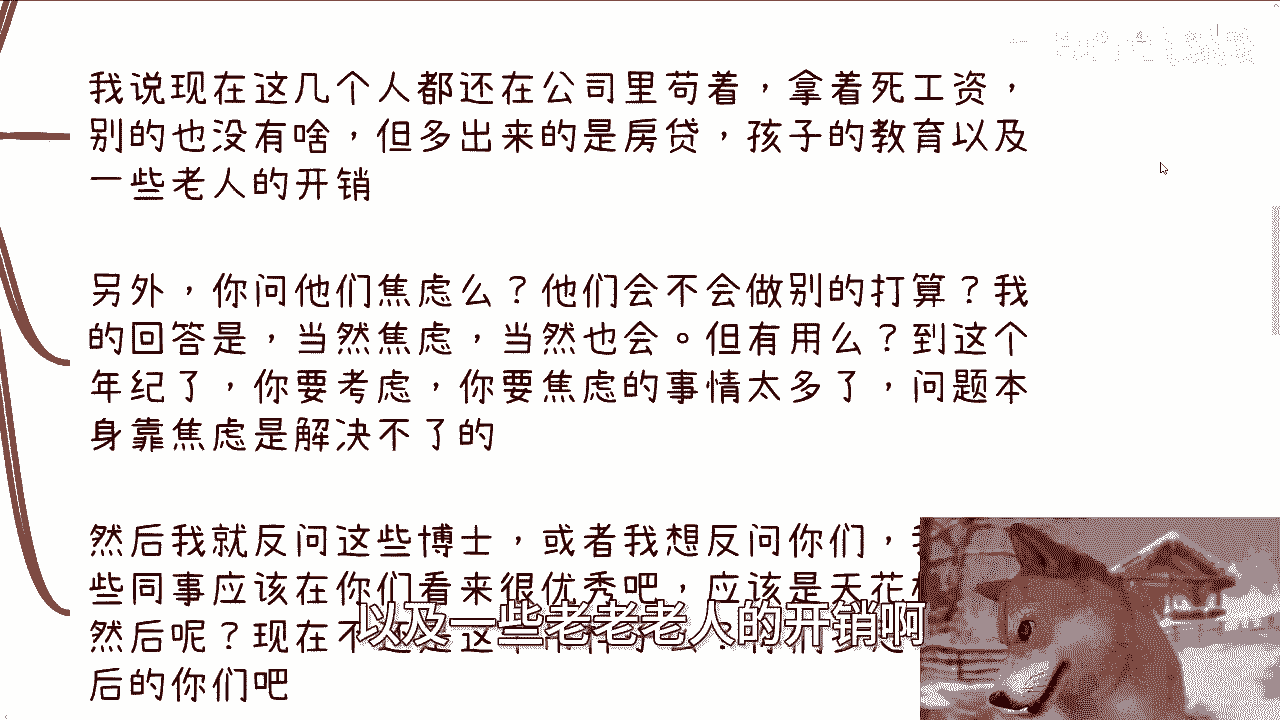 我说现在这几个人都还在公司里苟着，拿着死工资，
别的也没有啥，但多出来的是房贷，孩子的教育以及
一些老人的开销
另外，你问他们焦虑么？他们会不会做别的打算？我
的回答是，当然焦虑，当然也会。但有用么？到这个
年纪了，你要考虑，你要焦虑的事情太多了，问题本
身靠焦虑是解决不了的
然后我就反问这些博士，或者我想反问你们，
些同事应该在你们看来很优秀吧，应该是天花
然后呢？现在不
后的你们吧
以及一些老老老人的开销啊